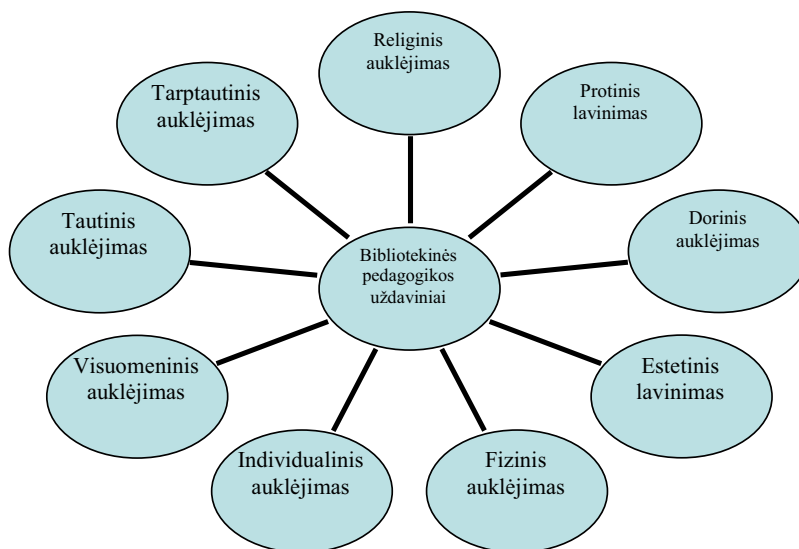 Religinis
auklėjimas
Protinis
lavinimas
Dorinis
auklėjimas
Estetinis
lavinimas
Fizinis
auklėjimas
Individualinis
auklėjimas
Visuomeninis
auklėjimas
Tautinis
auklėjimas
Tarptautinis
auklėjimas
Bibliotekinės
pedagogikos
uždaviniai